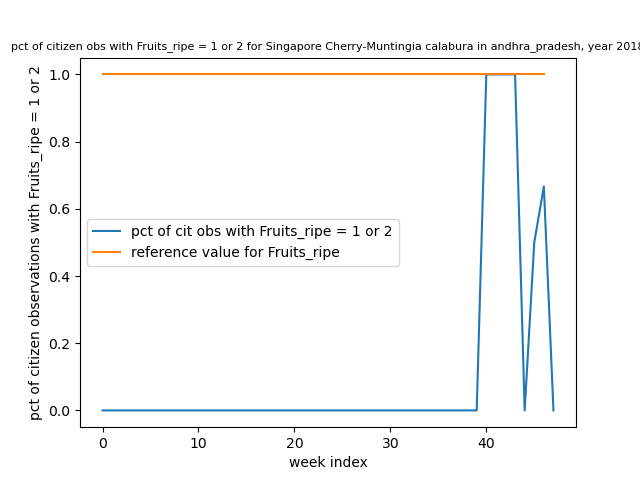 pct of citizen obs with Fruits_ripe = 1 or 2 for Singapore Cherry-Muntingia calabura in andhra_pradesh, year 2018
pct of citizen observations with Fruits_ripe = 1 or 2
1.0
0.8
0.6
0.4
0.2
0.0
pct of cit obs with Fruits_ripe = 1 or 2
reference value for Fruits_ripe
0 10 20 30 40
week index